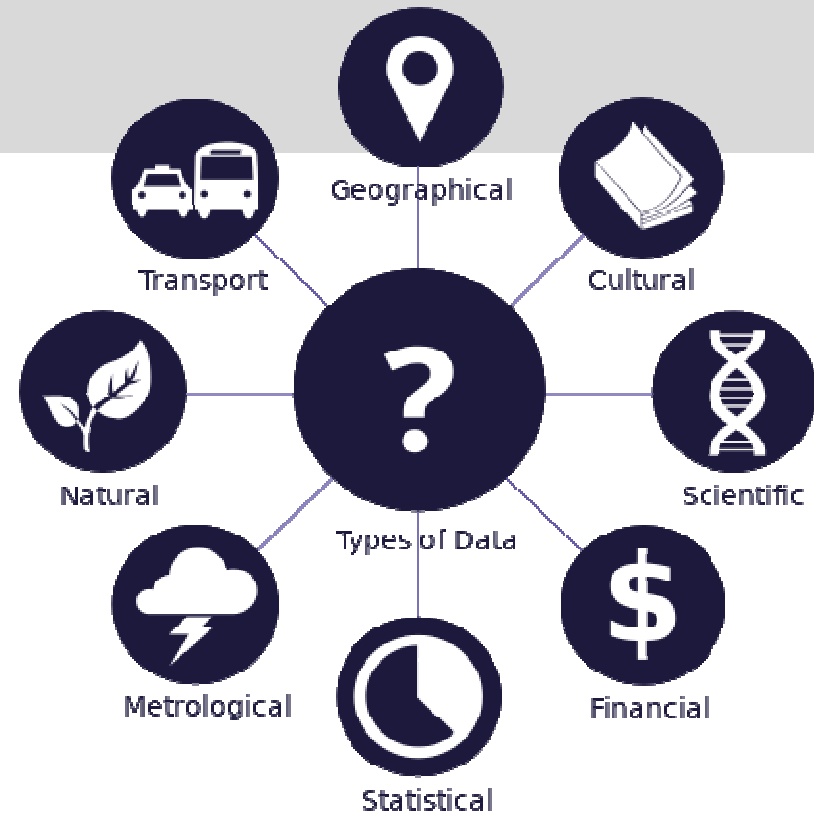 Geographical
Transport
Cultural
?
Natural
Scientific
Types of Data
$
Metrological
Financial
Statistical